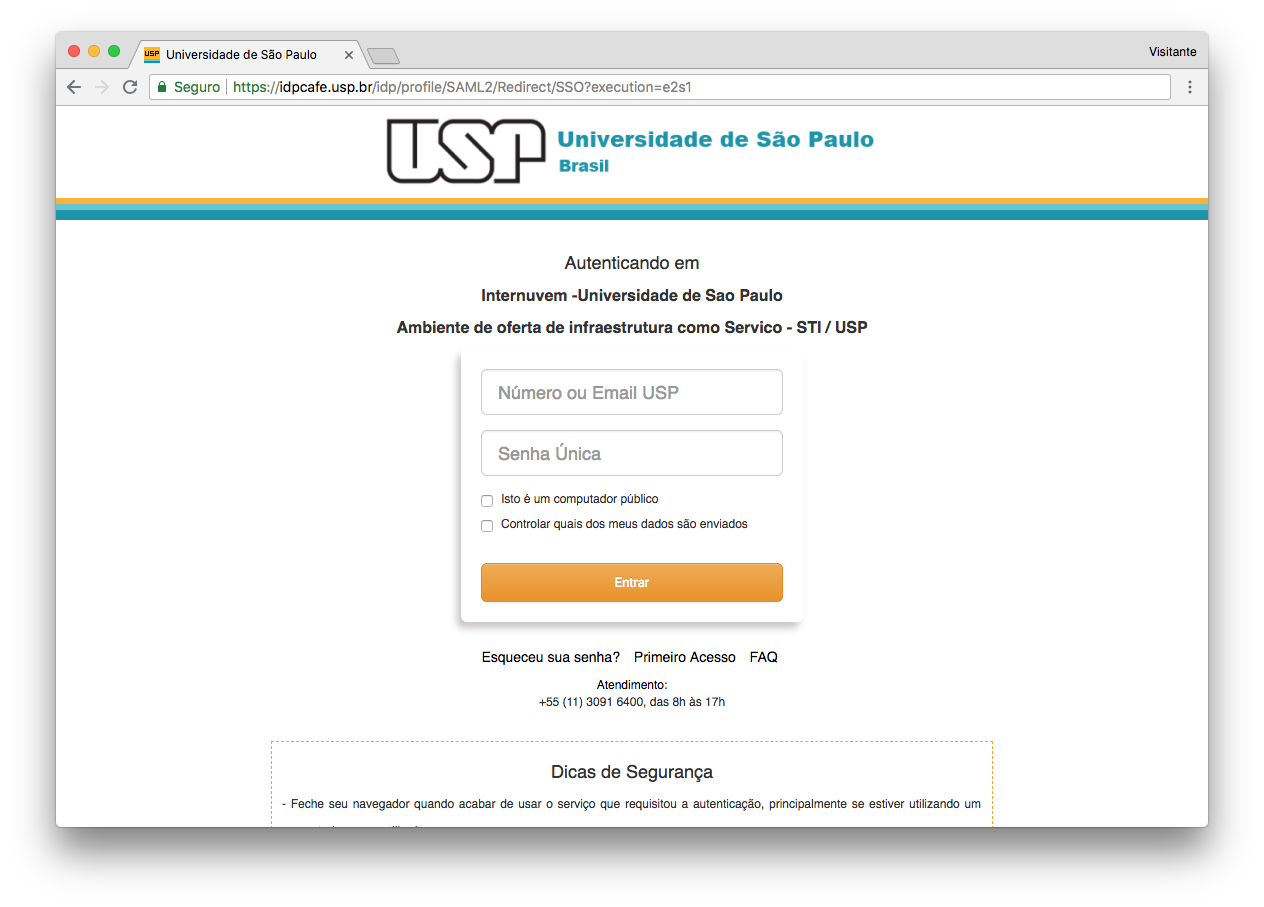 USP Universidade de São Paulo
Visitante
Seguro https://idpcafe.usp.br/idp/profile/SAML2/Redirect/SSO?execution=e2s1
USP Universidade de São Paulo
Brasil
Autenticando em
Internuvem -Universidade de Sao Paulo
Ambiente de oferta de infraestrutura como Servico - STI / USP
Número ou Email USP
Senha Única
Isto é um computador público
Controlar quais dos meus dados são enviados
Entrar
Esqueceu sua senha? Primeiro Acesso FAQ
Atendimento:
+55 (11) 3091 6400, das 8h às 17h
Dicas de Segurança
- Feche seu navegador quando acabar de usar o serviço que requisitou a autenticação, principalmente se estiver utilizando um